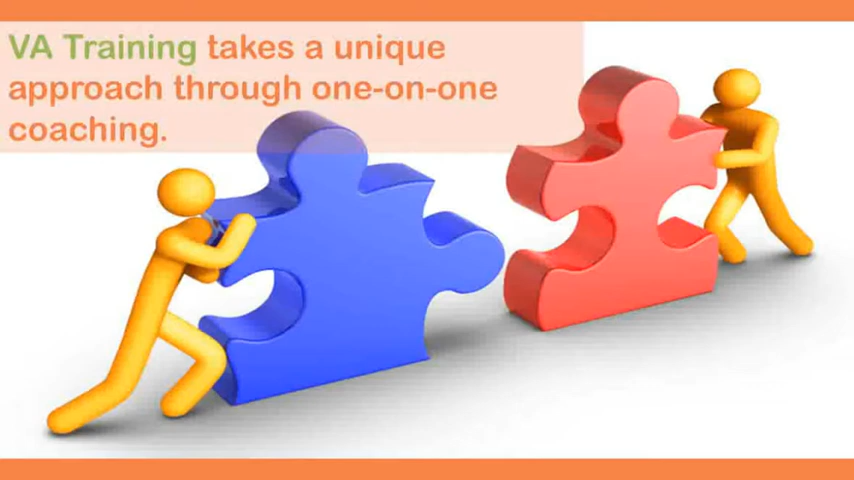 VA Training takes a unique
approach through one-on-one
coaching.